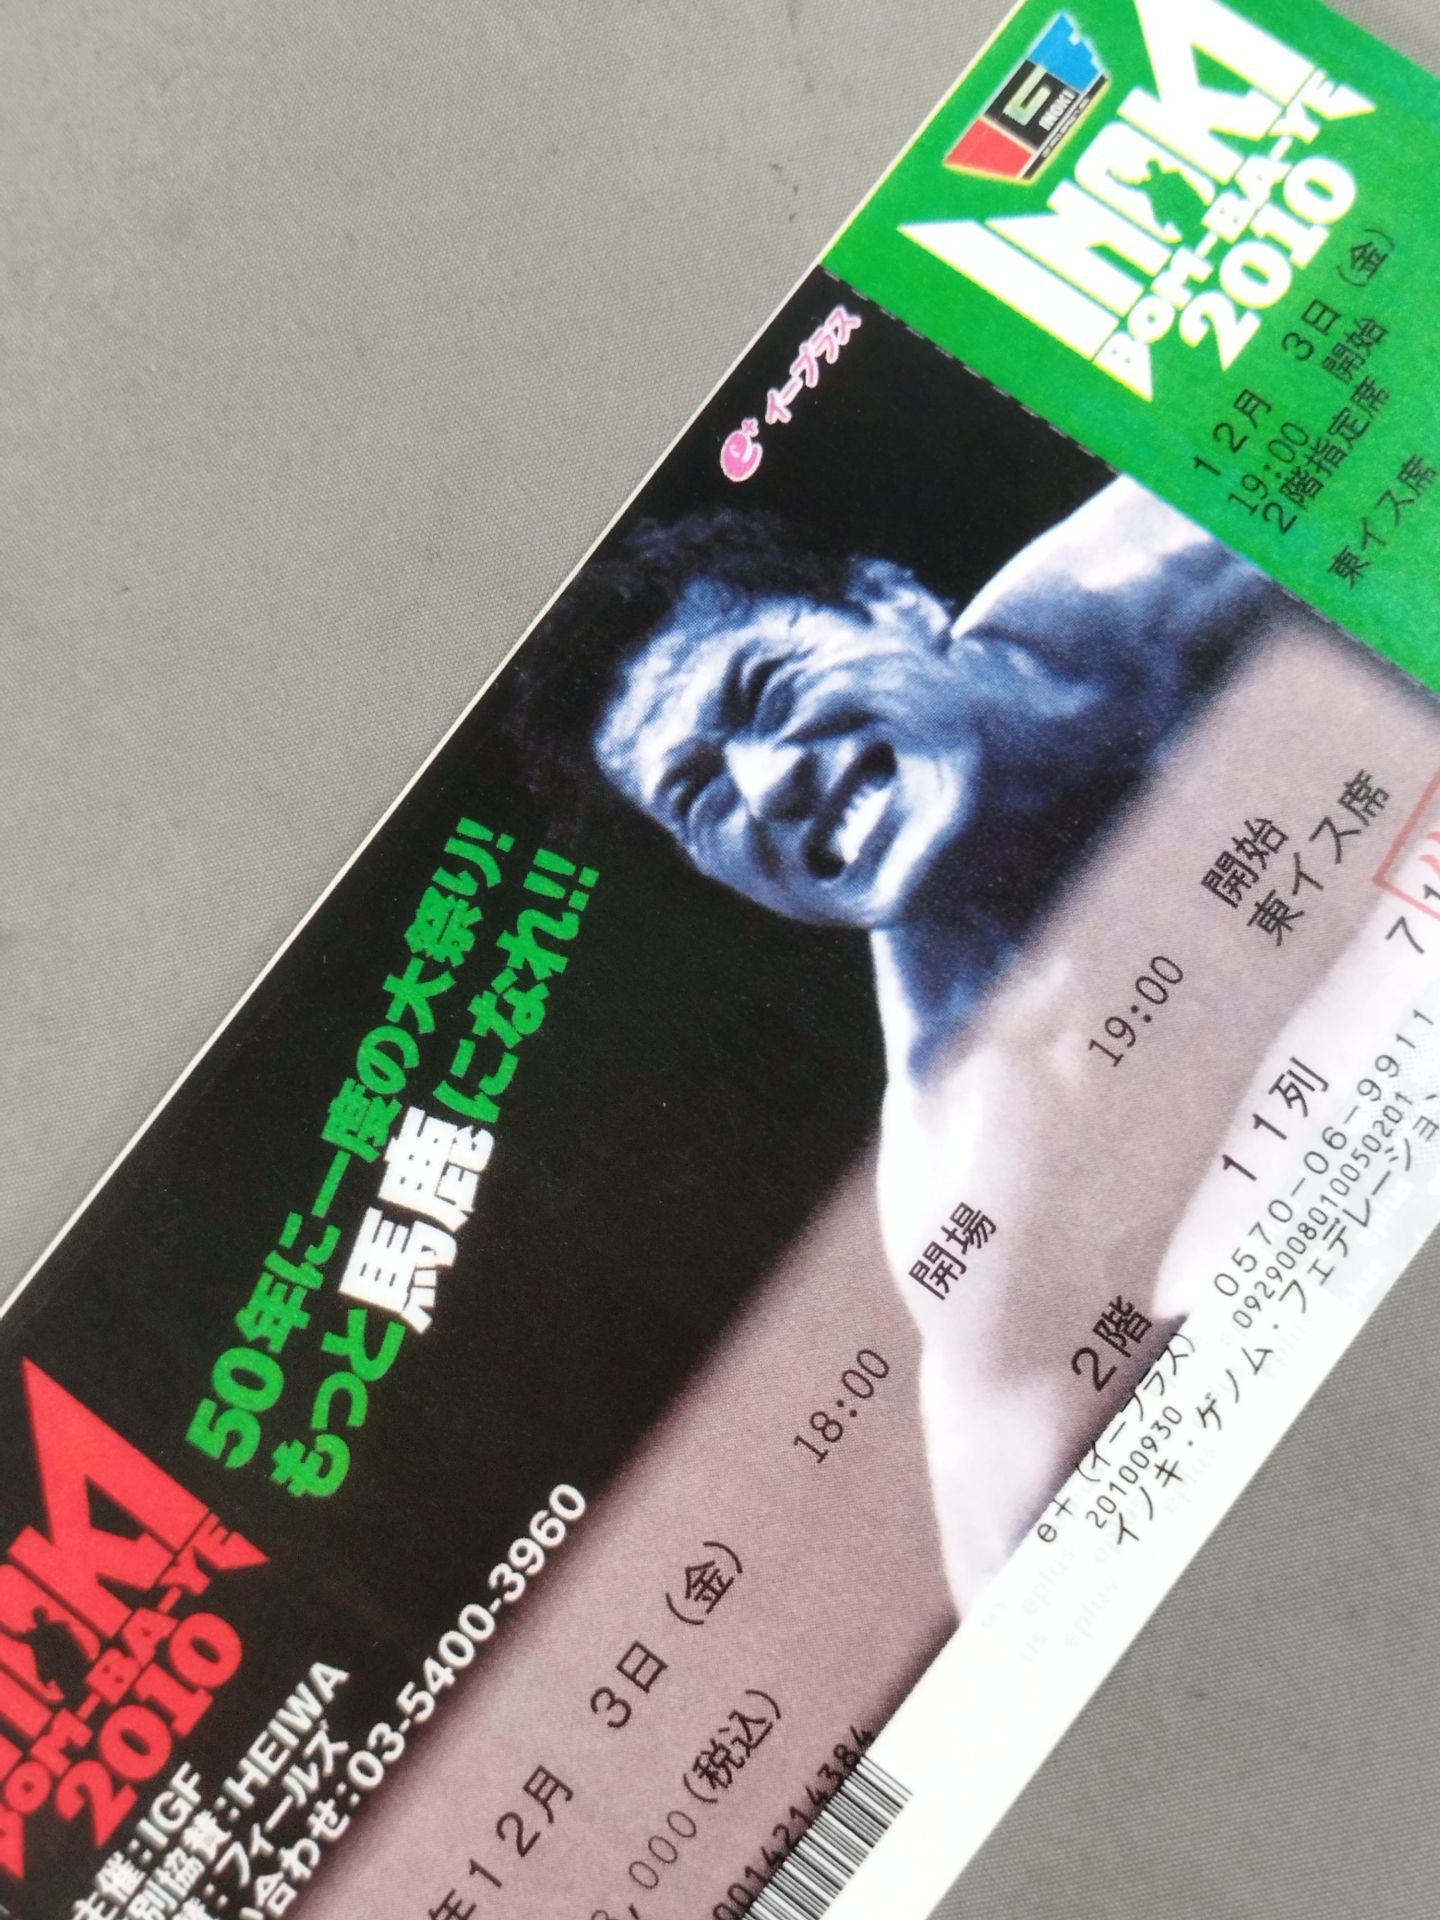 INOKI
INOKI
BOM-BA-YE
2010
12月 3日（金）
19:00 開始
2階指定席
東イス席
e+ イープラス
50年に一度の大祭り!
もっと馬鹿になれ!!
BOM-BA-YE
2010
主催:IGF
別協賛:HEIWA
フィールズ
い合わせ:03-5400-3960
年12月 3日（金）
18:00 開場
19:00 開始
,000(税込)
2階
東イス席
11列
7
e+(イープラス) 0570-06-9911
20100930 0929008010050201
イノキ・ゲノム・フェデレーション
0014214384